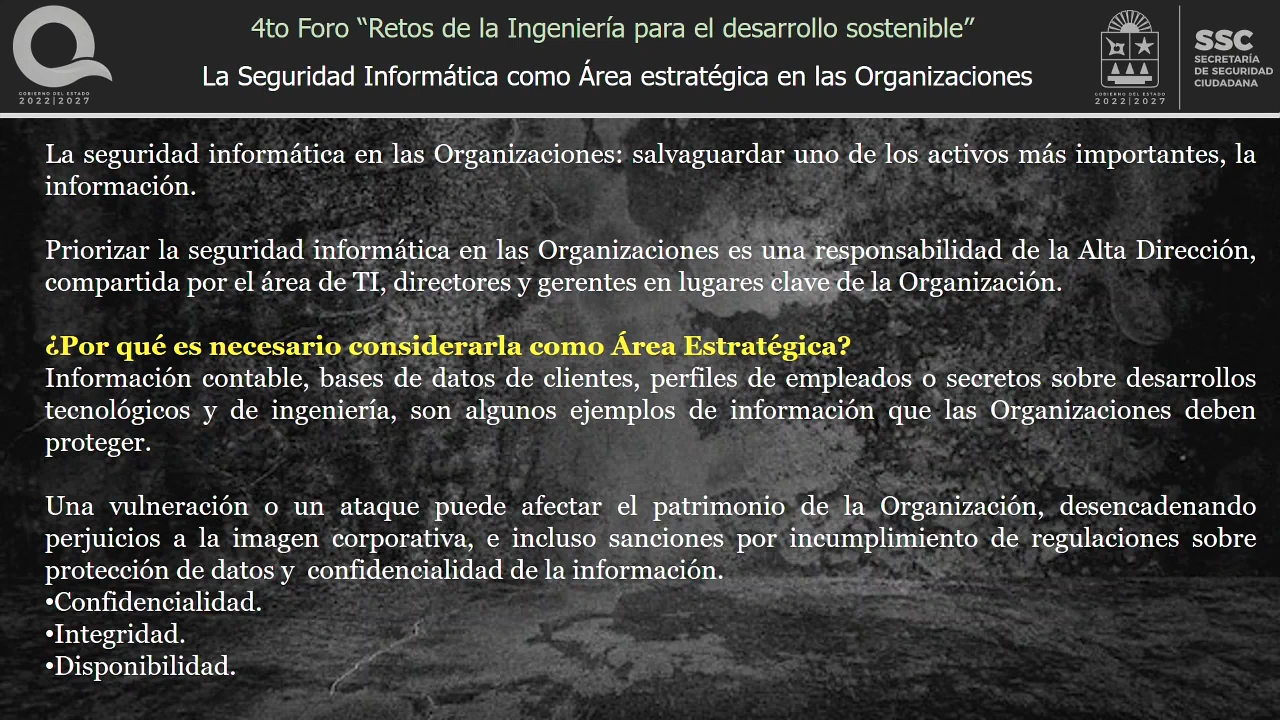 4to Foro “Retos de la Ingeniería para el desarrollo sostenible”
La Seguridad Informática como Área estratégica en las Organizaciones
GOBIERNO DEL ESTADO
2022|2027
GOBIERNO DEL ESTADO
2022|2027
SSC
SECRETARÍA
DE SEGURIDAD
CIUDADANA
La seguridad informática en las Organizaciones: salvaguardar uno de los activos más importantes, la
información.
Priorizar la seguridad informática en las Organizaciones es una responsabilidad de la Alta Dirección,
compartida por el área de TI, directores y gerentes en lugares clave de la Organización.
¿Por qué es necesario considerarla como Área Estratégica?
Información contable, bases de datos de clientes, perfiles de empleados o secretos sobre desarrollos
tecnológicos y de ingeniería, son algunos ejemplos de información que las Organizaciones deben
proteger.
Una vulneración o un ataque puede afectar el patrimonio de la Organización, desencadenando
perjuicios a la imagen corporativa, e incluso sanciones por incumplimiento de regulaciones sobre
protección de datos y  confidencialidad de la información.
•Confidencialidad.
•Integridad.
•Disponibilidad.